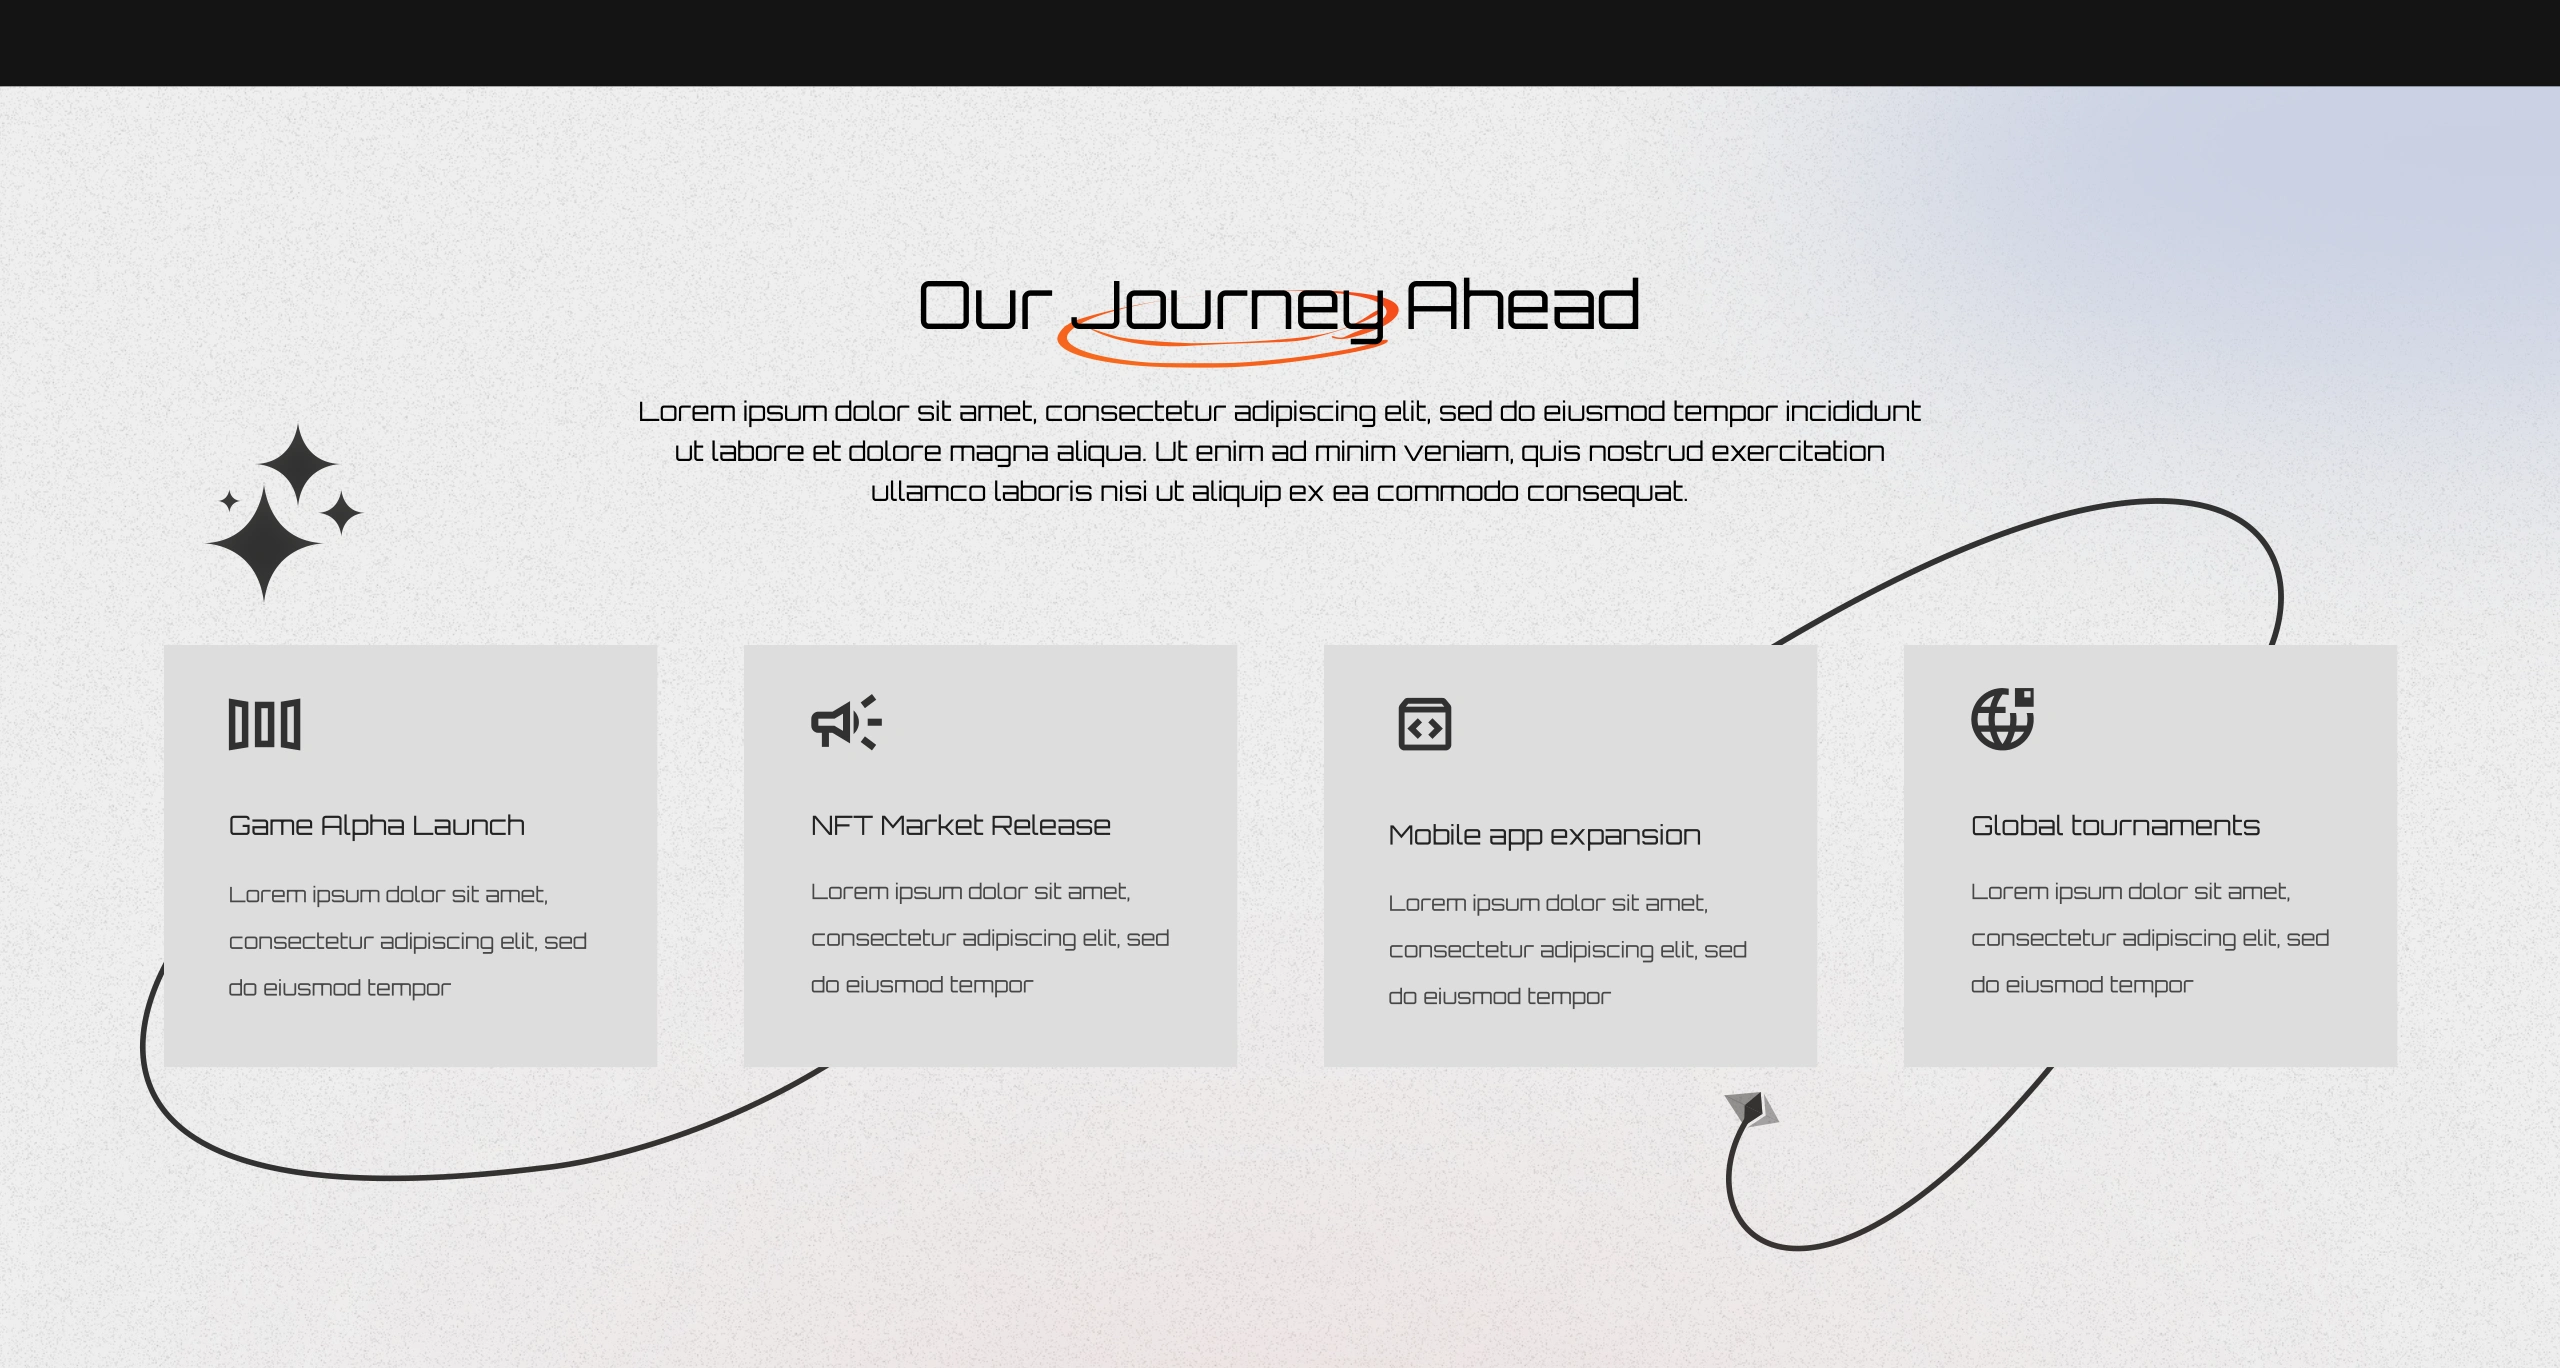 Our Journey Ahead
Lorem ipsum dolor sit amet, consectetur adipiscing elit, sed do eiusmod tempor incididunt
ut labore et dolore magna aliqua. Ut enim ad minim veniam, quis nostrud exercitation
ullamco laboris nisi ut aliquip ex ea commodo consequat.
Game Alpha Launch
Lorem ipsum dolor sit amet,
consectetur adipiscing elit, sed
do eiusmod tempor
NFT Market Release
Lorem ipsum dolor sit amet,
consectetur adipiscing elit, sed
do eiusmod tempor
Mobile app expansion
Lorem ipsum dolor sit amet,
consectetur adipiscing elit, sed
do eiusmod tempor
Global tournaments
Lorem ipsum dolor sit amet,
consectetur adipiscing elit, sed
do eiusmod tempor